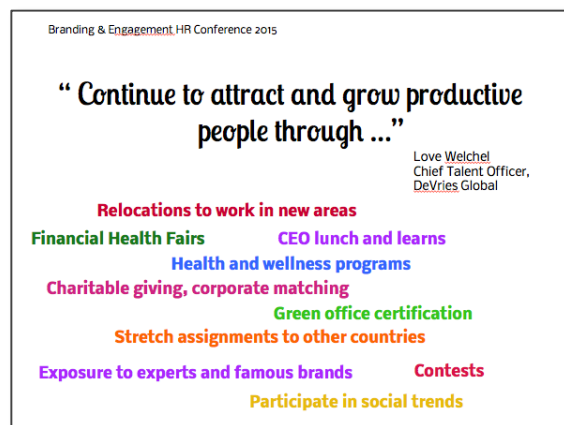 Branding & Engagement HR Conference 2015
“ Continue to attract and grow productive
people through ...”
Love Welchel
Chief Talent Officer,
DeVries Global
Relocations to work in new areas
Financial Health Fairs
CEO lunch and learns
Health and wellness programs
Charitable giving, corporate matching
Green office certification
Stretch assignments to other countries
Exposure to experts and famous brands
Contests
Participate in social trends